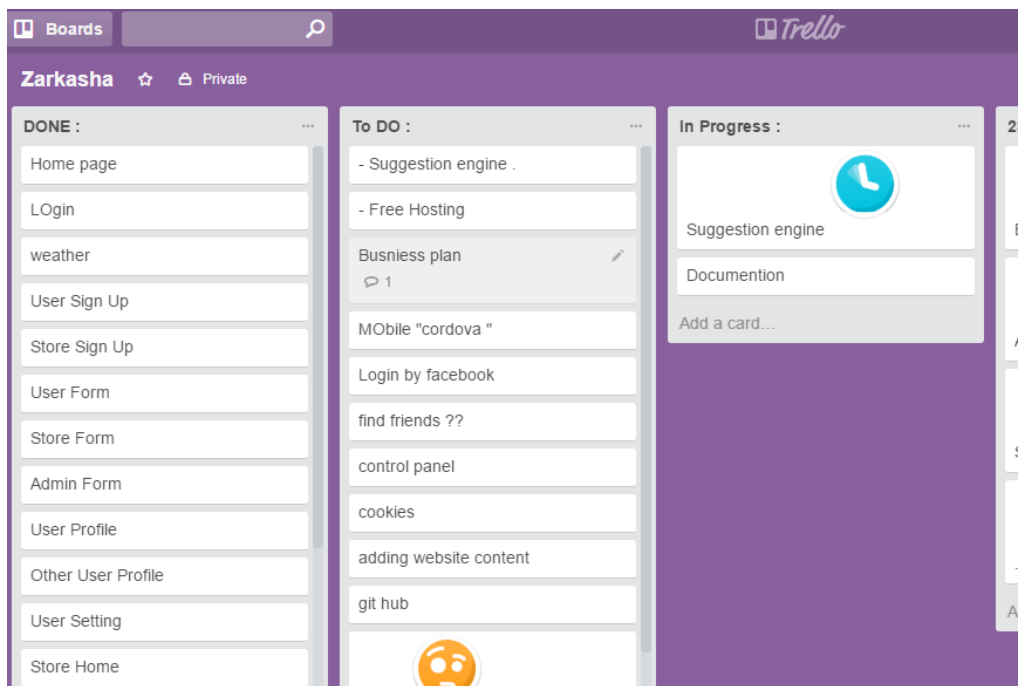 Boards
Trello
Zarkasha
Private
DONE :
Home page
LOgin
weather
User Sign Up
Store Sign Up
User Form
Store Form
Admin Form
User Profile
Other User Profile
User Setting
Store Home
To DO :
- Suggestion engine .
- Free Hosting
Busniess plan
1
MObile "cordova "
Login by facebook
find friends ??
control panel
cookies
adding website content
git hub
In Progress :
Suggestion engine
Documention
Add a card...